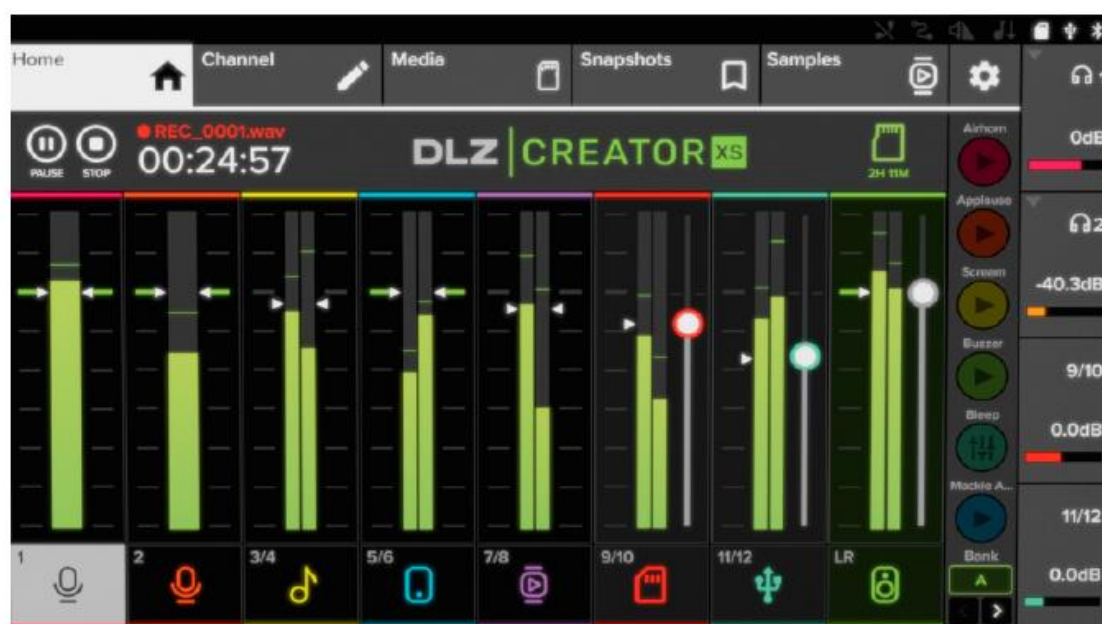 Home
Channel
Media
Snapshots
Samples
REC_0001.wav
00:24:57
PAUSE
STOP
DLZ CREATOR XS
2H 11M
1
2
3/4
5/6
7/8
9/10
11/12
LR
Airhorn
Applause
Scream
Buzzer
Bleep
Mackie A...
Bank
A
0dB
2
-40.3dB
9/10
0.0dB
11/12
0.0dB